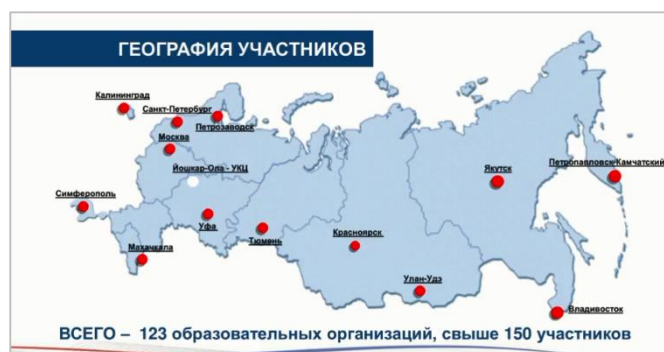 ГЕОГРАФИЯ УЧАСТНИКОВ
Калининград
Санкт-Петербург
Петрозаводск
Москва
Йошкар-Ола - УКЦ
Якутск
Петропавловск-Камчатский
Симферополь
Уфа
Тюмень
Красноярск
Махачкала
Улан-Удэ
Владивосток
ВСЕГО – 123 образовательных организаций, свыше 150 участников